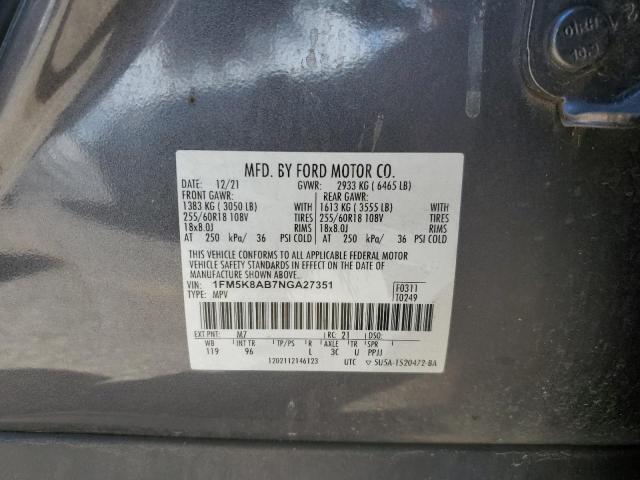 MFD. BY FORD MOTOR CO.
DATE: 12/21 GVWR: 2933 KG ( 6465 LB)
FRONT GAWR: REAR GAWR:
1383 KG ( 3050 LB) WITH 1613 KG ( 3555 LB) WITH
255/60R18 108V TIRES 255/60R18 108V TIRES
18x8.0J RIMS 18x8.0J RIMS
AT 250 kPa/ 36 PSI COLD AT 250 kPa/ 36 PSI COLD
THIS VEHICLE CONFORMS TO ALL APPLICABLE FEDERAL MOTOR
VEHICLE SAFETY STANDARDS IN EFFECT ON THE DATE OF
MANUFACTURE SHOWN ABOVE.
VIN: 1FM5K8AB7NGA27351 F0311
TYPE: MPV T0249
EXT PNT: M7 RC: 21 DSO:
WB INT TR TP/PS R AXLE TR SPR
119 96 L 3C U PPJJ
1202112146123 UTC 5U5A-1520472-BA